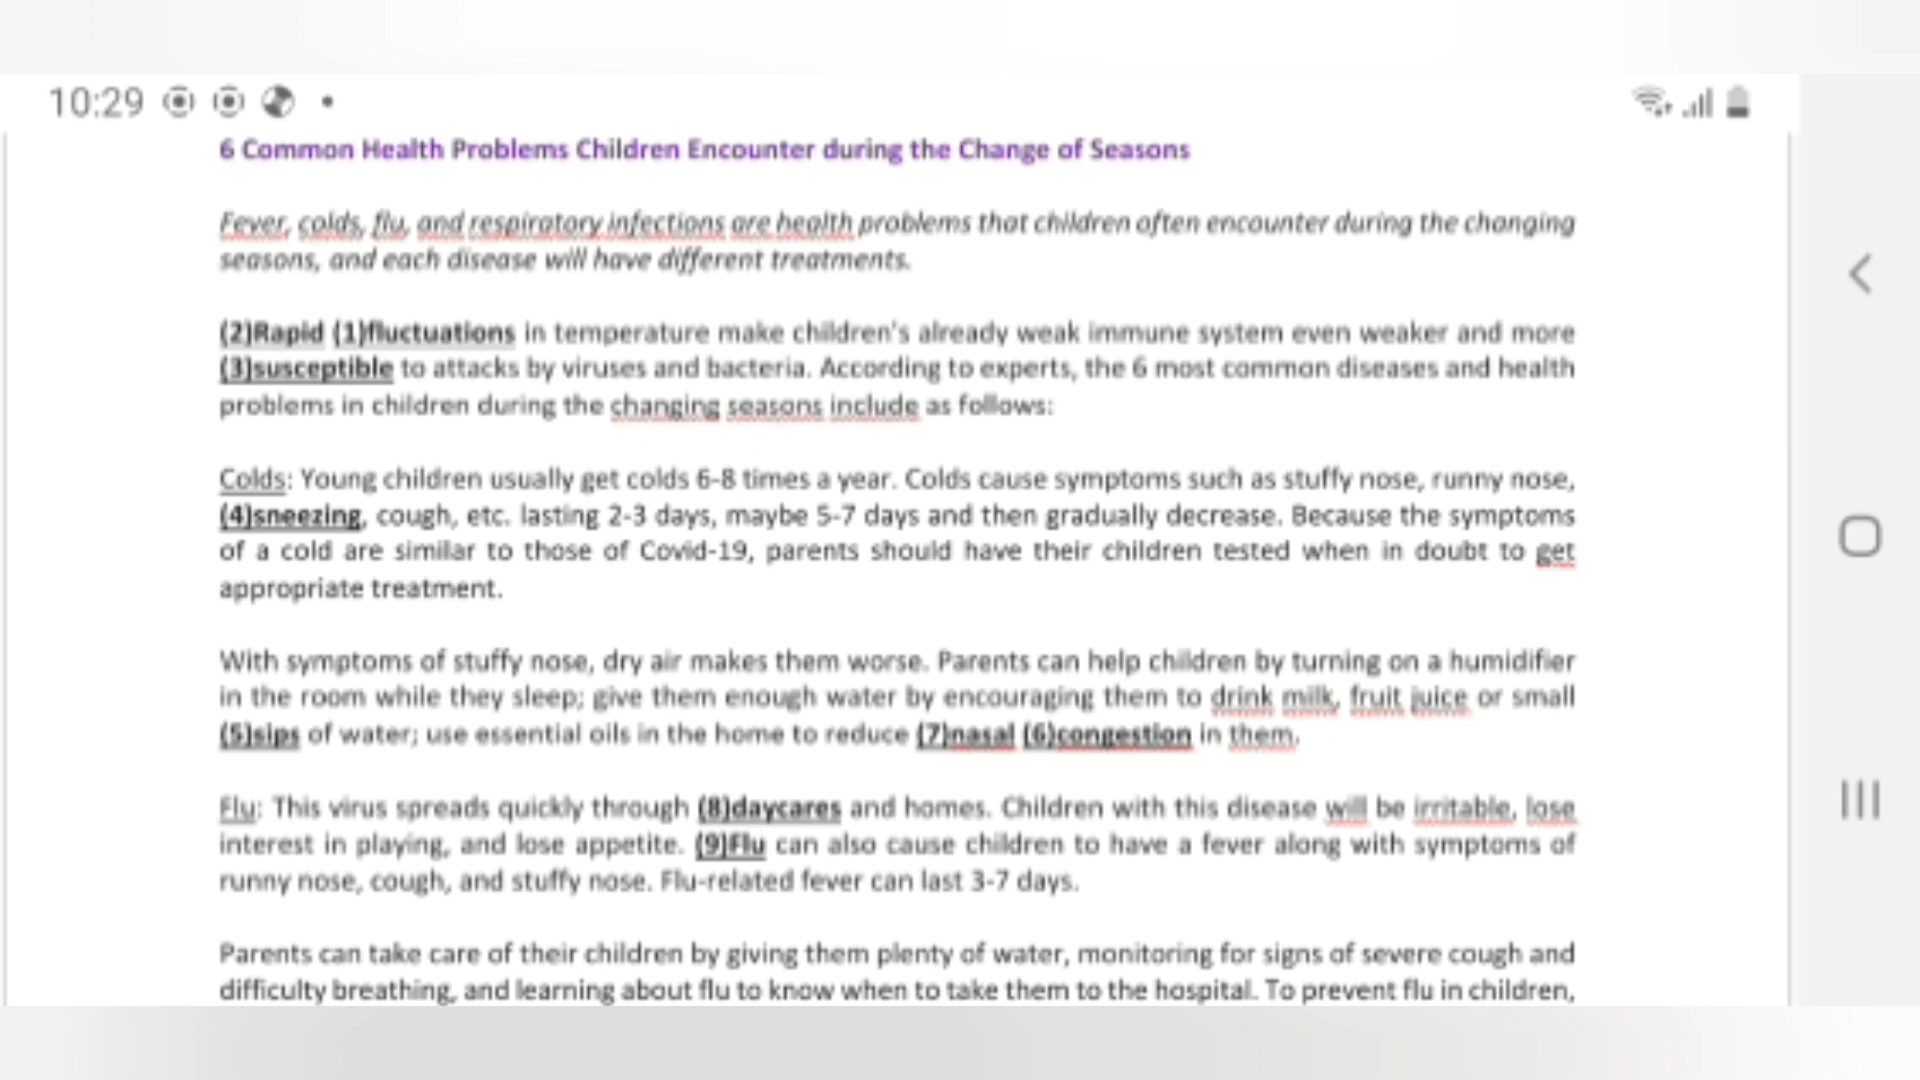 10:29
6 Common Health Problems Children Encounter during the Change of Seasons
Fever, colds, flu, and respiratory infections are health problems that children often encounter during the changing
seasons, and each disease will have different treatments.
(2)Rapid (1)fluctuations in temperature make children's already weak immune system even weaker and more
(3)susceptible to attacks by viruses and bacteria. According to experts, the 6 most common diseases and health
problems in children during the changing seasons include as follows:
Colds: Young children usually get colds 6-8 times a year. Colds cause symptoms such as stuffy nose, runny nose,
(4)sneezing, cough, etc. lasting 2-3 days, maybe 5-7 days and then gradually decrease. Because the symptoms
of a cold are similar to those of Covid-19, parents should have their children tested when in doubt to get
appropriate treatment.
With symptoms of stuffy nose, dry air makes them worse. Parents can help children by turning on a humidifier
in the room while they sleep; give them enough water by encouraging them to drink milk, fruit juice or small
(5)sips of water; use essential oils in the home to reduce (7)nasal (6)congestion in them.
Flu: This virus spreads quickly through (8)daycares and homes. Children with this disease will be irritable, lose
interest in playing, and lose appetite. (9)Flu can also cause children to have a fever along with symptoms of
runny nose, cough, and stuffy nose. Flu-related fever can last 3-7 days.
Parents can take care of their children by giving them plenty of water, monitoring for signs of severe cough and
difficulty breathing, and learning about flu to know when to take them to the hospital. To prevent flu in children,